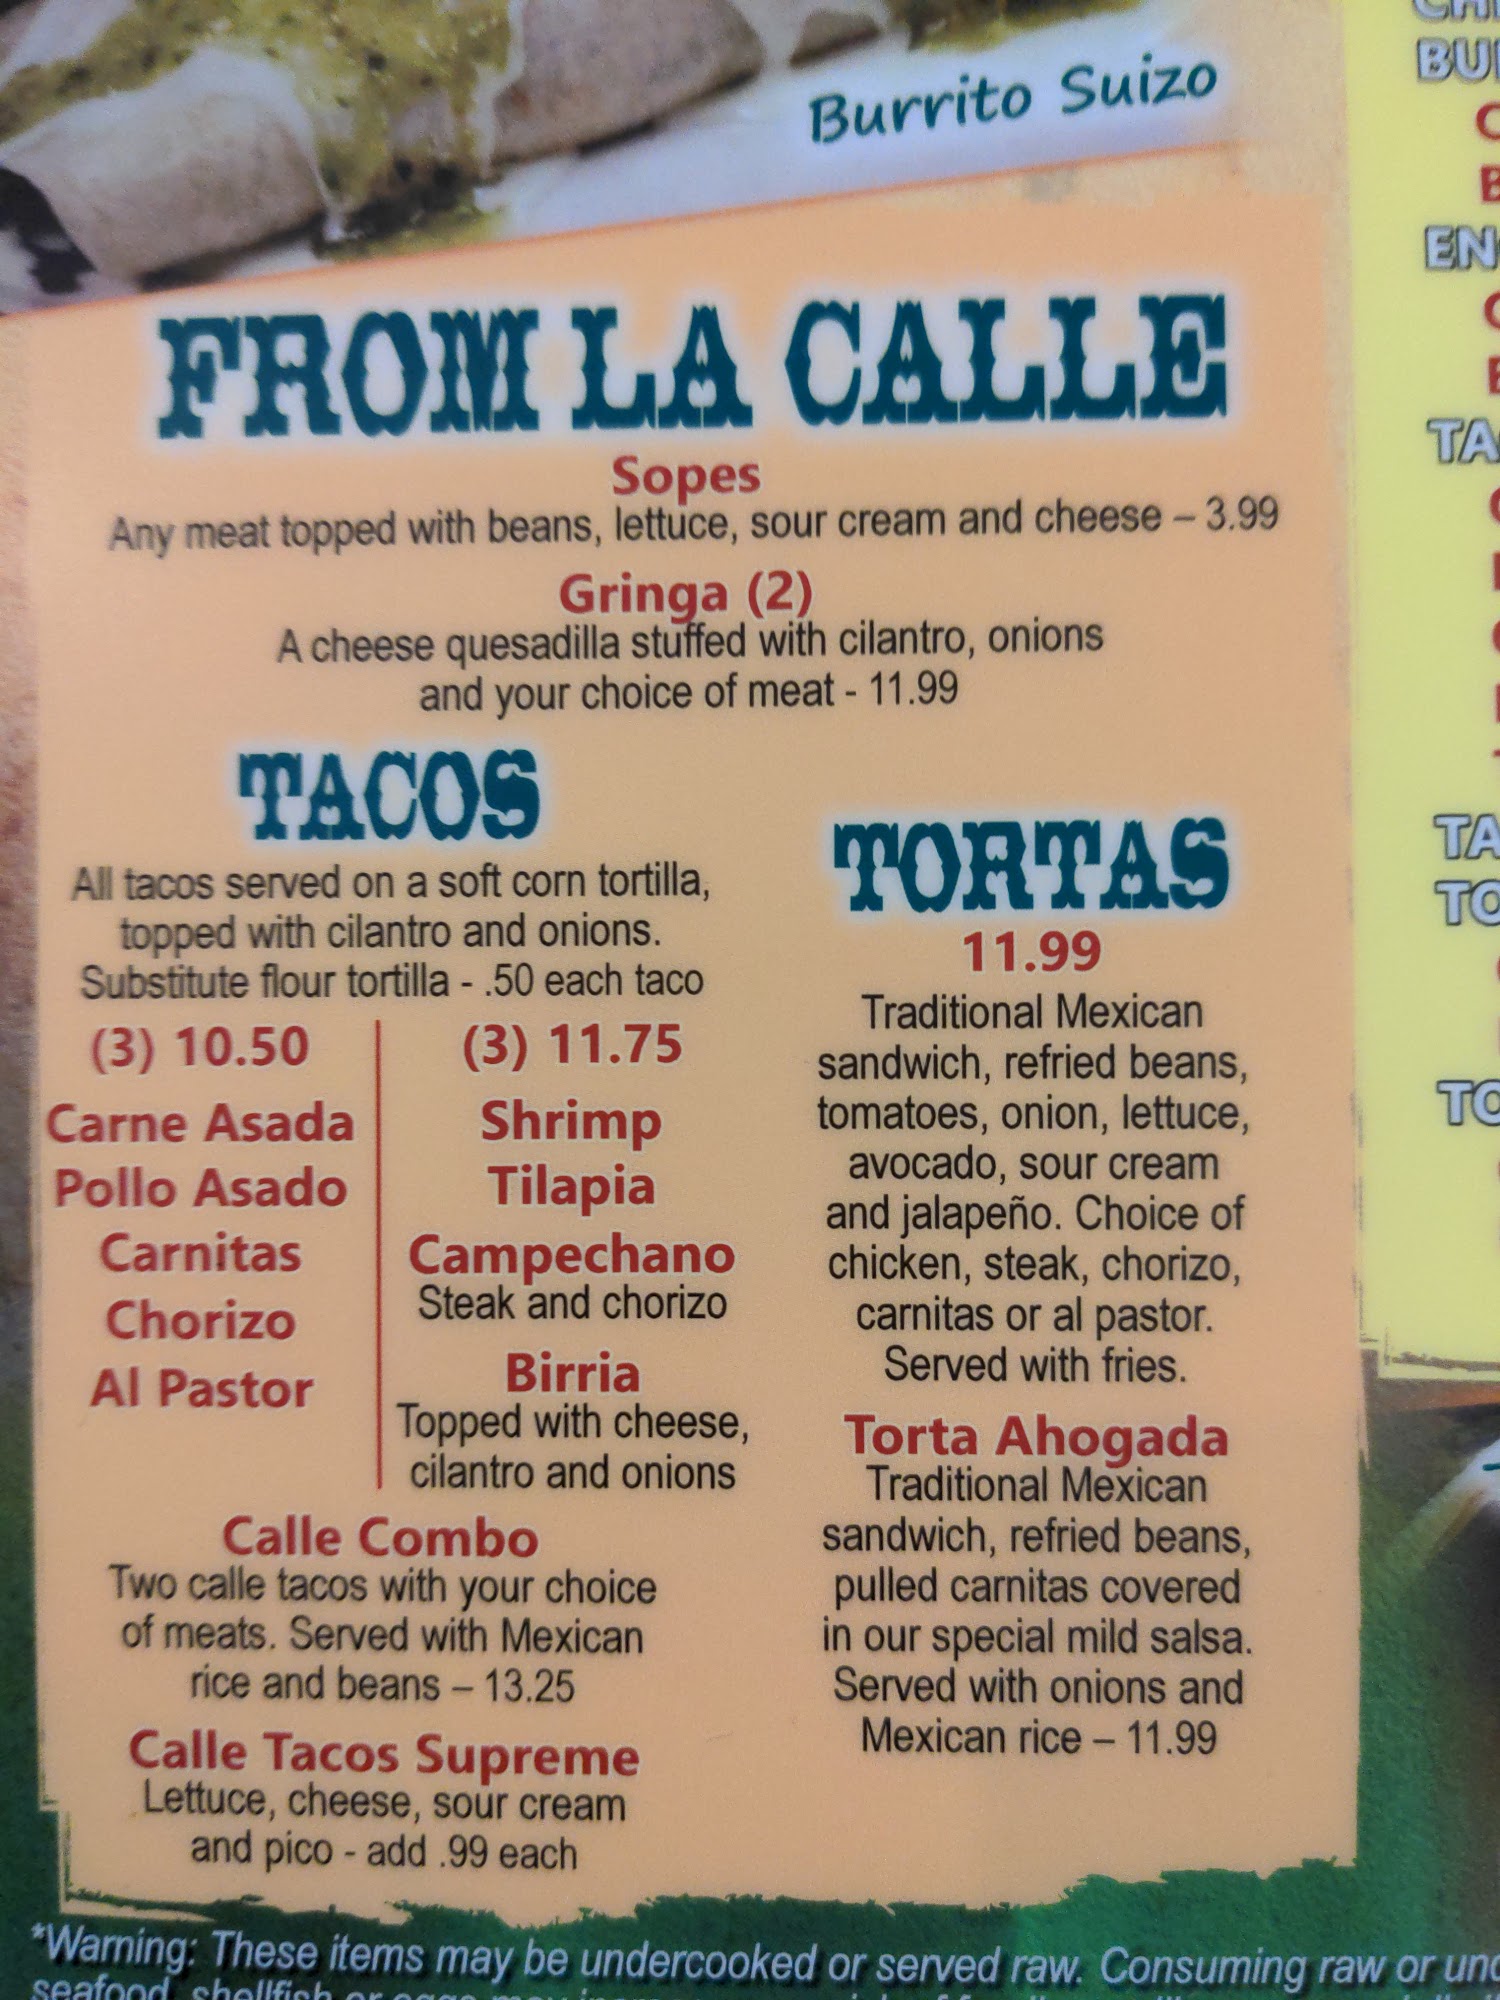 Burrito Suizo
FROM LA CALLE
Sopes
Any meat topped with beans, lettuce, sour cream and cheese – 3.99
Gringa (2)
A cheese quesadilla stuffed with cilantro, onions
and your choice of meat - 11.99
TACOS
All tacos served on a soft corn tortilla,
topped with cilantro and onions.
Substitute flour tortilla - .50 each taco
(3) 10.50
Carne Asada
Pollo Asado
Carnitas
Chorizo
Al Pastor
(3) 11.75
Shrimp
Tilapia
Campechano
Steak and chorizo
Birria
Topped with cheese,
cilantro and onions
Calle Combo
Two calle tacos with your choice
of meats. Served with Mexican
rice and beans – 13.25
Calle Tacos Supreme
Lettuce, cheese, sour cream
and pico - add .99 each
TORTAS
11.99
Traditional Mexican
sandwich, refried beans,
tomatoes, onion, lettuce,
avocado, sour cream
and jalapeño. Choice of
chicken, steak, chorizo,
carnitas or al pastor.
Served with fries.
Torta Ahogada
Traditional Mexican
sandwich, refried beans,
pulled carnitas covered
in our special mild salsa.
Served with onions and
Mexican rice – 11.99
*Warning: These items may be undercooked or served raw. Consuming raw or
seafood, shellfish or eggs may